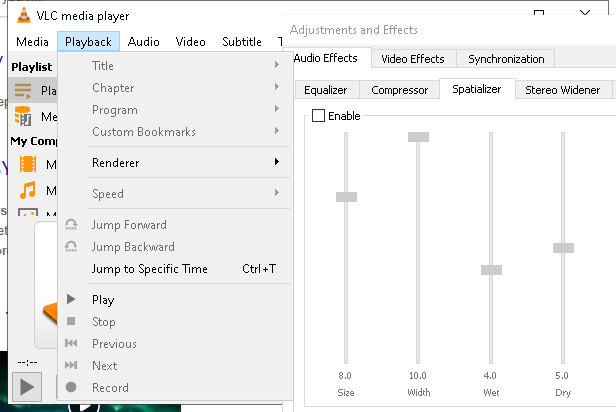 VLC media player
Media Playback Audio Video Subtitle T
Playlist
Pla
Me
My Comp
M
M
M
Title
Chapter
Program
Custom Bookmarks
Renderer
Speed
Jump Forward
Jump Backward
Jump to Specific Time Ctrl+T
Play
Stop
Previous
Next
Record
--:--
Adjustments and Effects
Audio Effects Video Effects Synchronization
Equalizer Compressor Spatializer Stereo Widener
Enable
8.0 10.0 4.0 5.0
Size Width Wet Dry